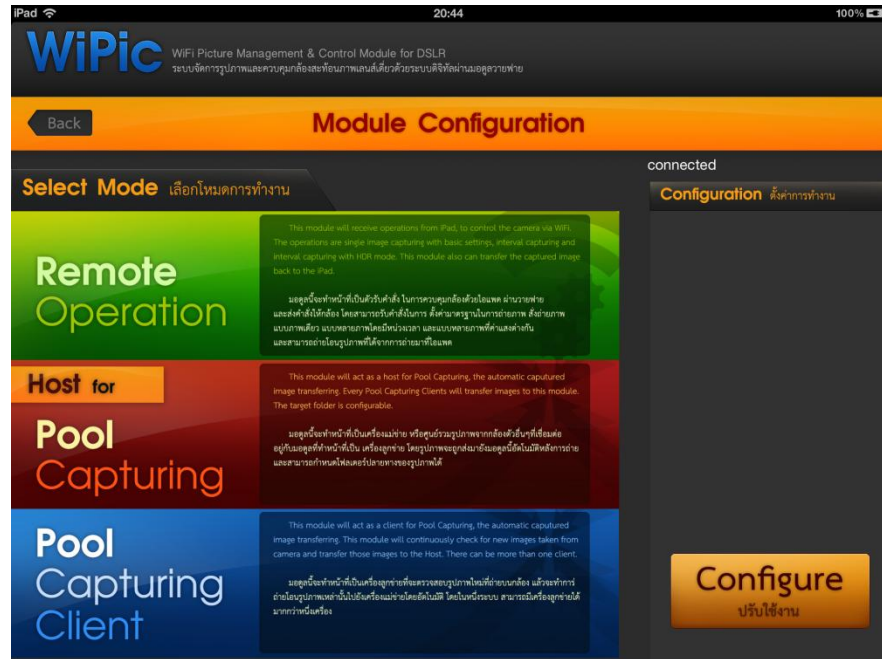 iPad 20:44 100%
WiPic WiFi Picture Management & Control Module for DSLR
ระบบจัดการรูปภาพและควบคุมกล้องสะท้อนภาพเลนส์เดี่ยวด้วยระบบดิจิทัลผ่านมอดูลวายฟาย
Back Module Configuration
connected
Select Mode เลือกโหมดการทำงาน
Configuration ตั้งค่าการทำงาน
Remote
Operation
This module will receive operations from iPad, to control the camera via WiFi.
The operations are single image capturing with basic settings, interval capturing and
interval capturing with HDR mode. This module also can transfer the captured image
back to the iPad.
มอดูลนี้จะทำหน้าที่เป็นตัวรับคำสั่ง ในการควบคุมกล้องด้วยไอแพด ผ่านวายฟาย
และส่งคำสั่งให้กล้อง โดยสามารถรับคำสั่งในการ ตั้งค่ามาตรฐานในการถ่ายภาพ สั่งถ่ายภาพ
แบบภาพเดียว แบบหลายภาพโดยมีหน่วงเวลา และแบบหลายภาพที่ค่าแสงต่างกัน
และสามารถถ่ายโอนรูปภาพที่ได้จากการถ่ายมาที่ไอแพด
Host for
Pool
Capturing
This module will act as a host for Pool Capturing, the automatic caputured
image transferring. Every Pool Capturing Clients will transfer images to this module.
The target folder is configurable.
มอดูลนี้จะทำหน้าที่เป็นเครื่องแม่ข่าย หรือศูนย์รวมรูปภาพจากกล้องตัวอื่นๆที่เชื่อมต่อ
อยู่กับมอดูลที่ทำหน้าที่เป็น เครื่องลูกข่าย โดยรูปภาพจะถูกส่งมายังมอดูลนี้อัตโนมัติหลังการถ่าย
และสามารถกำหนดโฟลเดอร์ปลายทางของรูปภาพได้
Pool
Capturing
Client
This module will act as a client for Pool Capturing, the automatic caputured
image transferring. This module will continuously check for new images taken from
camera and transfer those images to the Host. There can be more than one client.
มอดูลนี้จะทำหน้าที่เป็นเครื่องลูกข่ายที่จะตรวจสอบรูปภาพใหม่ที่ถ่ายบนกล้อง แล้วจะทำการ
ถ่ายโอนรูปภาพเหล่านั้นไปยังเครื่องแม่ข่ายโดยอัตโนมัติ โดยในหนึ่งระบบ สามารถมีเครื่องลูกข่ายได้
มากกว่าหนึ่งเครื่อง
Configure
ปรับใช้งาน